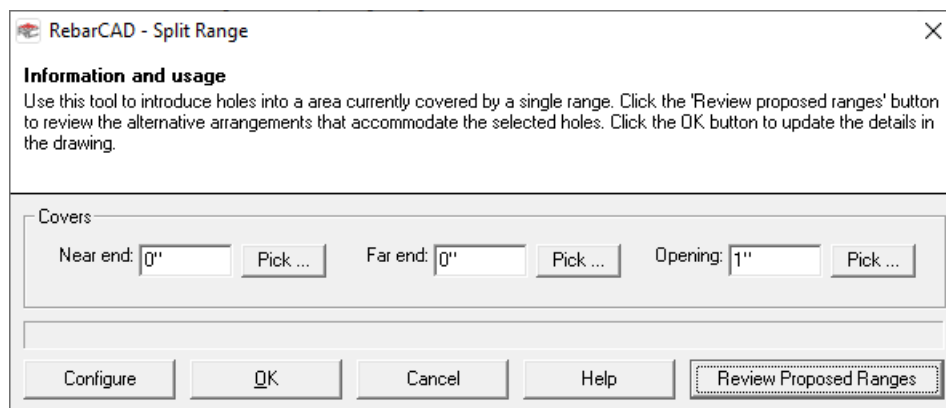 RebarCAD - Split Range
Information and usage
Use this tool to introduce holes into a area currently covered by a single range. Click the 'Review proposed ranges' button
to review the alternative arrangements that accommodate the selected holes. Click the OK button to update the details in
the drawing.
Covers
Near end: 0" Pick ... Far end: 0" Pick ... Opening: 1" Pick ...
Configure OK Cancel Help Review Proposed Ranges